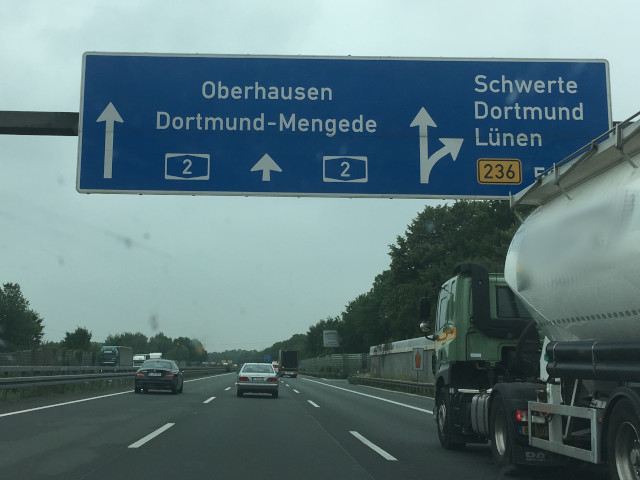 Oberhausen
Dortmund-Mengede
2
2
Schwerte
Dortmund
Lünen
236